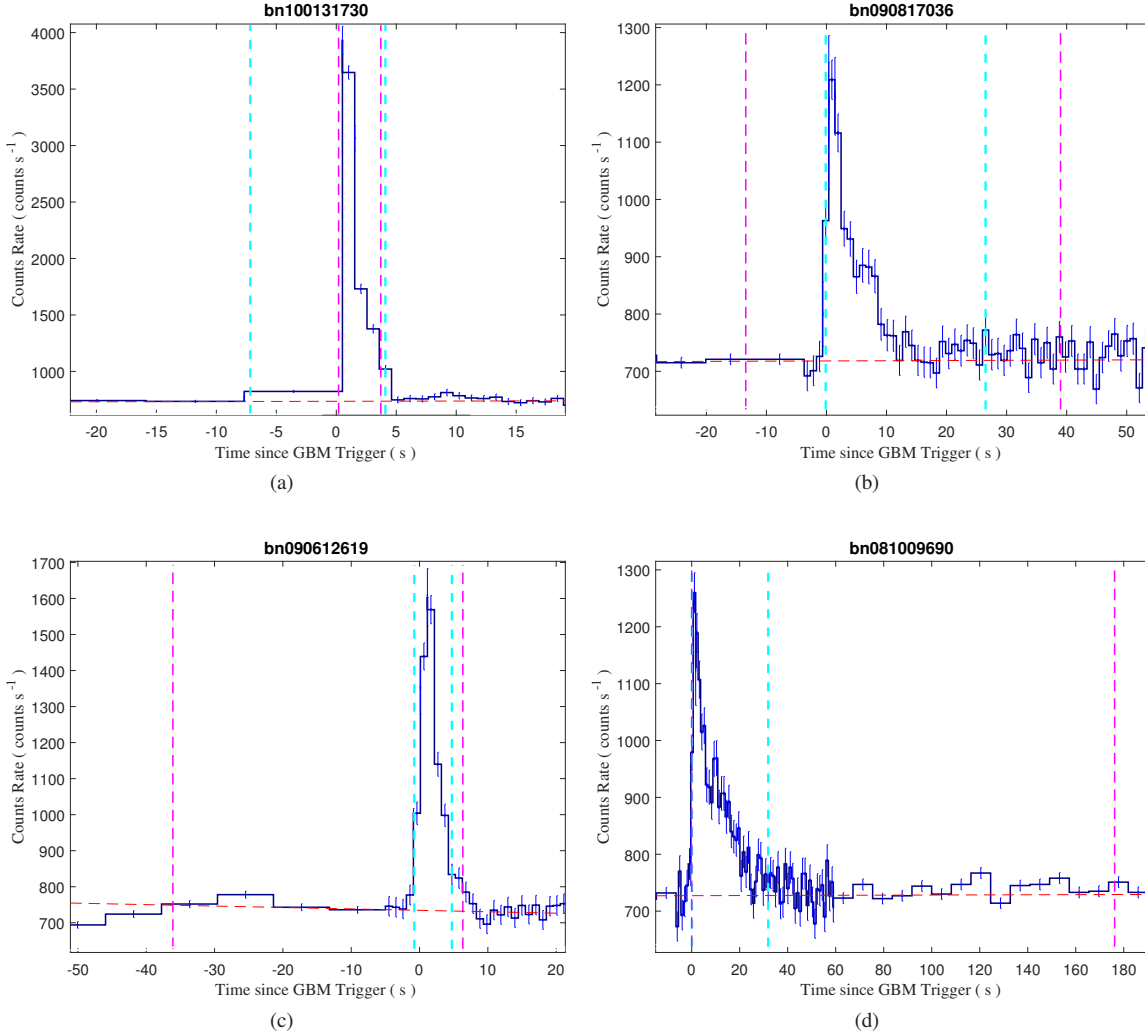 bn100131730
4000
3500
3000
2500
2000
1500
1000
Counts Rate ( counts s -1 )
-20 -15 -10 -5 0 5 10 15
Time since GBM Trigger ( s )
(a)
bn090817036
1300
1200
1100
1000
900
800
700
Counts Rate ( counts s -1 )
-20 -10 0 10 20 30 40 50
Time since GBM Trigger ( s )
(b)
bn090612619
1700
1600
1500
1400
1300
1200
1100
1000
900
800
700
Counts Rate ( counts s -1 )
-50 -40 -30 -20 -10 0 10 20
Time since GBM Trigger ( s )
(c)
bn081009690
1300
1200
1100
1000
900
800
700
Counts Rate ( counts s -1 )
0 20 40 60 80 100 120 140 160 180
Time since GBM Trigger ( s )
(d)